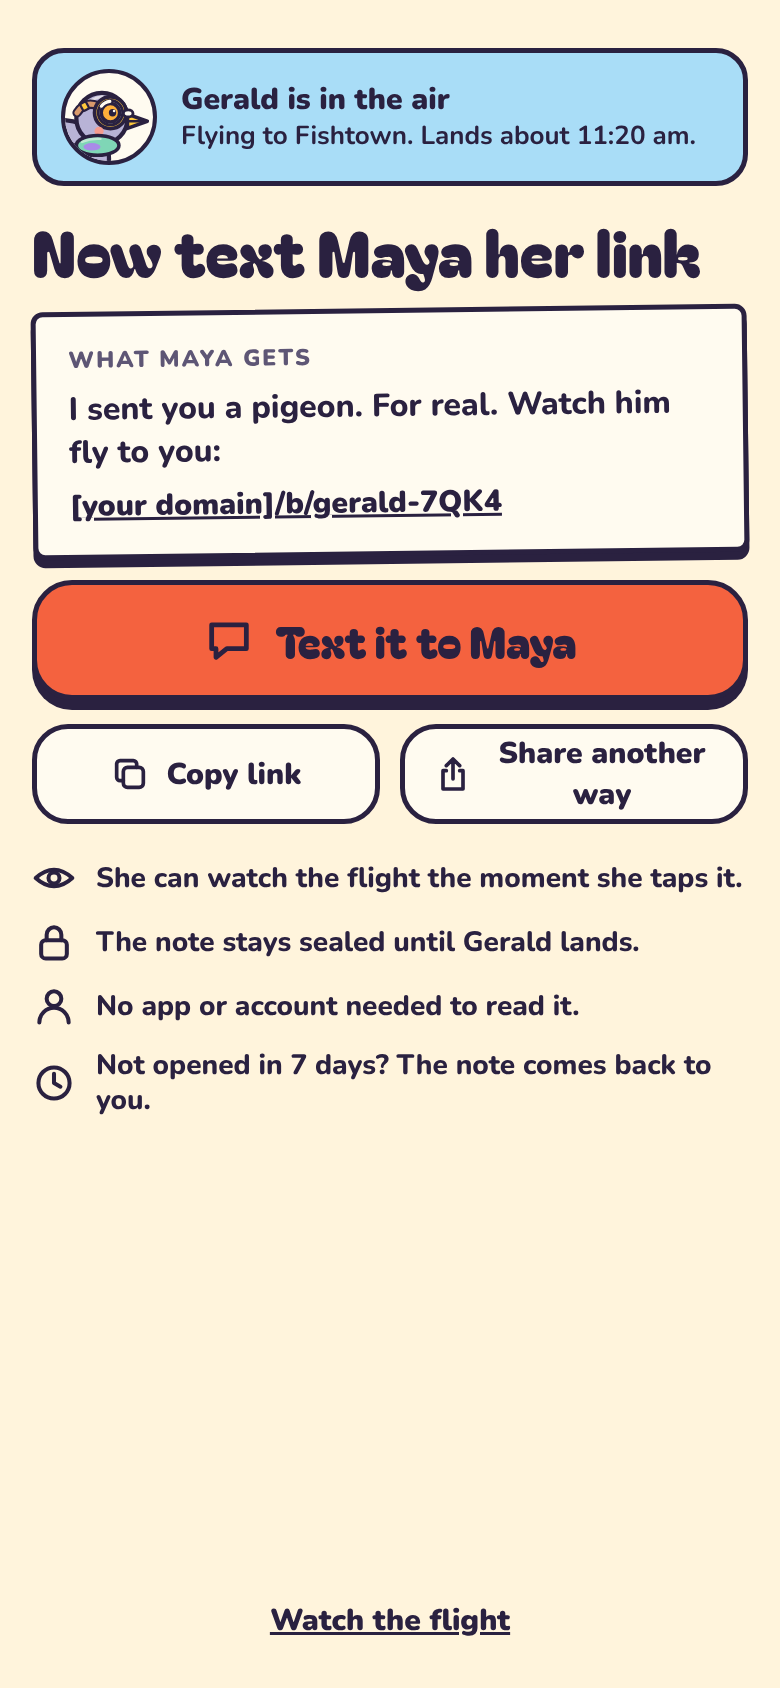 Gerald is in the air
Flying to Fishtown. Lands about 11:20 am.
Now text Maya her link
WHAT MAYA GETS
I sent you a pigeon. For real. Watch him
fly to you:
[your domain]/b/gerald-7QK4
Text it to Maya
Copy link
Share another
way
She can watch the flight the moment she taps it.
The note stays sealed until Gerald lands.
No app or account needed to read it.
Not opened in 7 days? The note comes back to
you.
Watch the flight